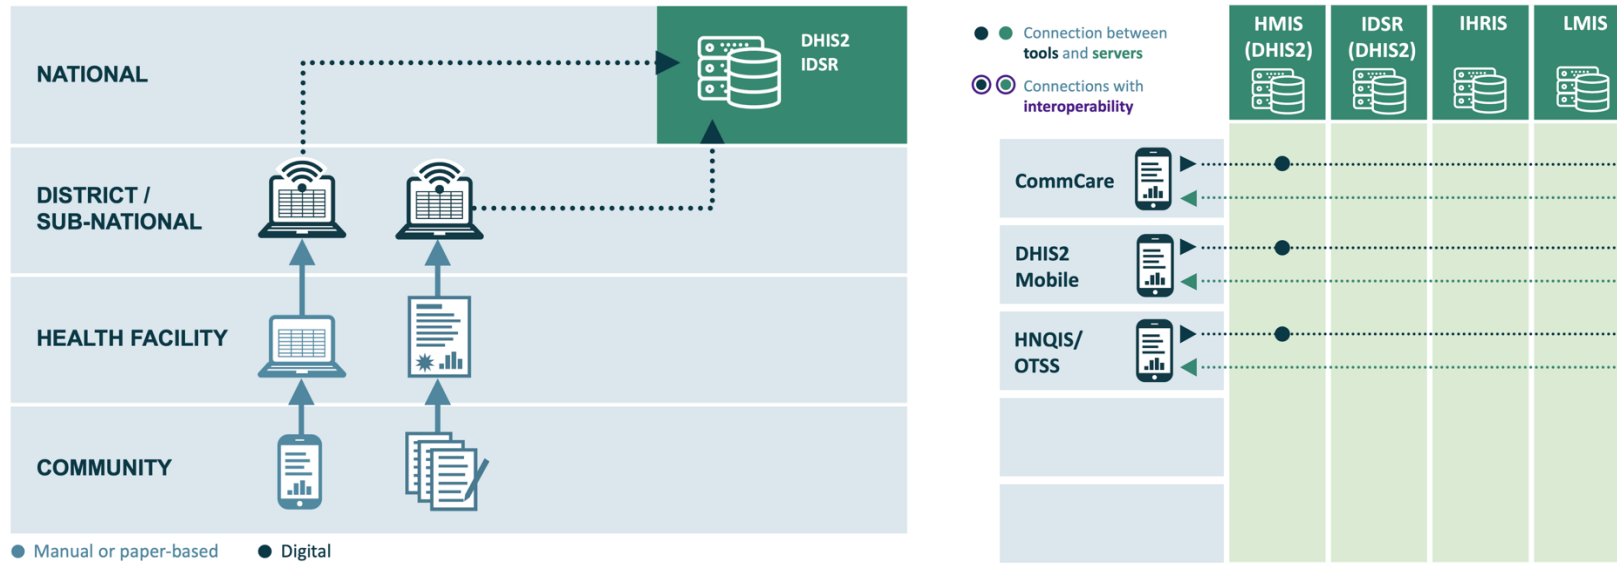 NATIONAL
DHIS2
IDSR
DISTRICT /
SUB-NATIONAL
HEALTH FACILITY
COMMUNITY
Manual or paper-based
Digital
Connection between
tools and servers
Connections with
interoperability
HMIS
(DHIS2)
IDSR
(DHIS2)
IHRIS
LMIS
CommCare
DHIS2
Mobile
HNQIS/
OTSS